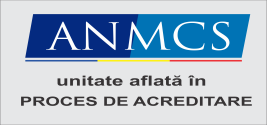 ANMCS
unitate aflată în
PROCES DE ACREDITARE